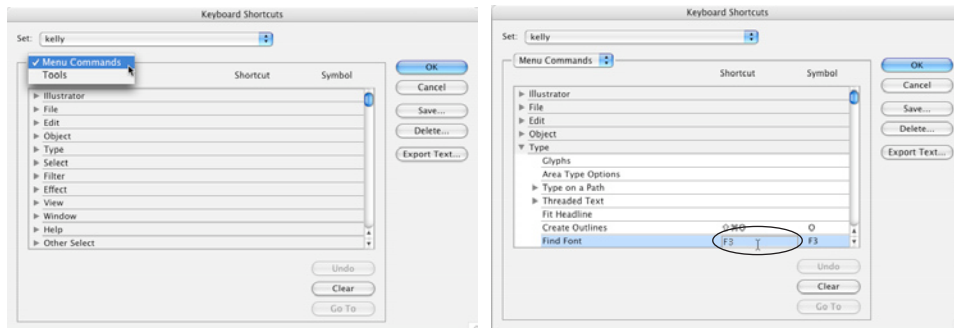 Keyboard Shortcuts
Set: kelly
✓ Menu Commands
Tools
Shortcut Symbol
Illustrator
File
Edit
Object
Type
Select
Filter
Effect
View
Window
Help
Other Select
OK
Cancel
Save...
Delete...
Export Text...
Undo
Clear
Go To
Keyboard Shortcuts
Set: kelly
Menu Commands
Shortcut Symbol
Illustrator
File
Edit
Object
Type
Glyphs
Area Type Options
Type on a Path
Threaded Text
Fit Headline
Create Outlines ⇧⌘O O
Find Font F3 F3
OK
Cancel
Save...
Delete...
Export Text...
Undo
Clear
Go To